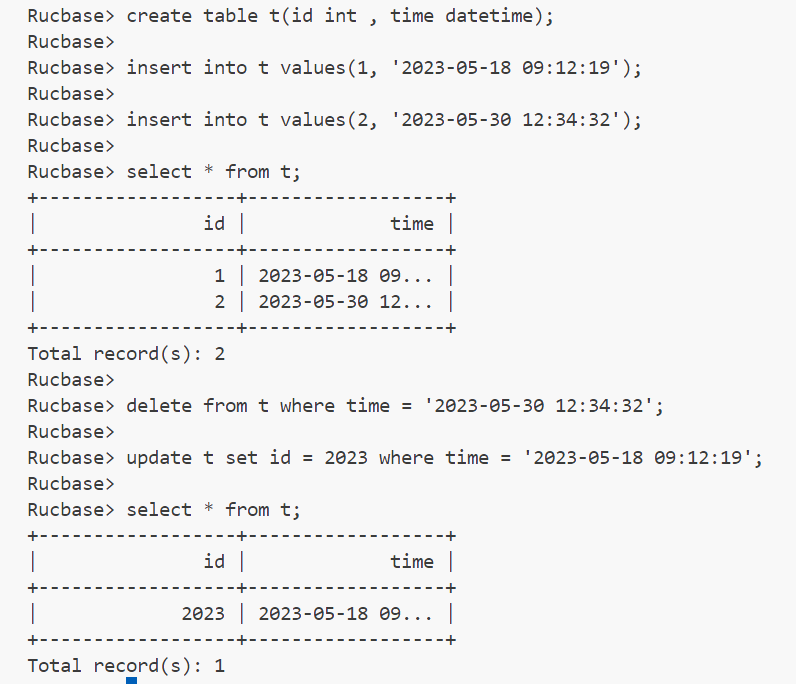 Rucbase> create table t(id int , time datetime);
Rucbase>
Rucbase> insert into t values(1, '2023-05-18 09:12:19');
Rucbase>
Rucbase> insert into t values(2, '2023-05-30 12:34:32');
Rucbase>
Rucbase> select * from t;
+------------------+------------------+
|               id |             time |
+------------------+------------------+
|                1 | 2023-05-18 09... |
|                2 | 2023-05-30 12... |
+------------------+------------------+
Total record(s): 2
Rucbase>
Rucbase> delete from t where time = '2023-05-30 12:34:32';
Rucbase>
Rucbase> update t set id = 2023 where time = '2023-05-18 09:12:19';
Rucbase>
Rucbase> select * from t;
+------------------+------------------+
|               id |             time |
+------------------+------------------+
|             2023 | 2023-05-18 09... |
+------------------+------------------+
Total record(s): 1